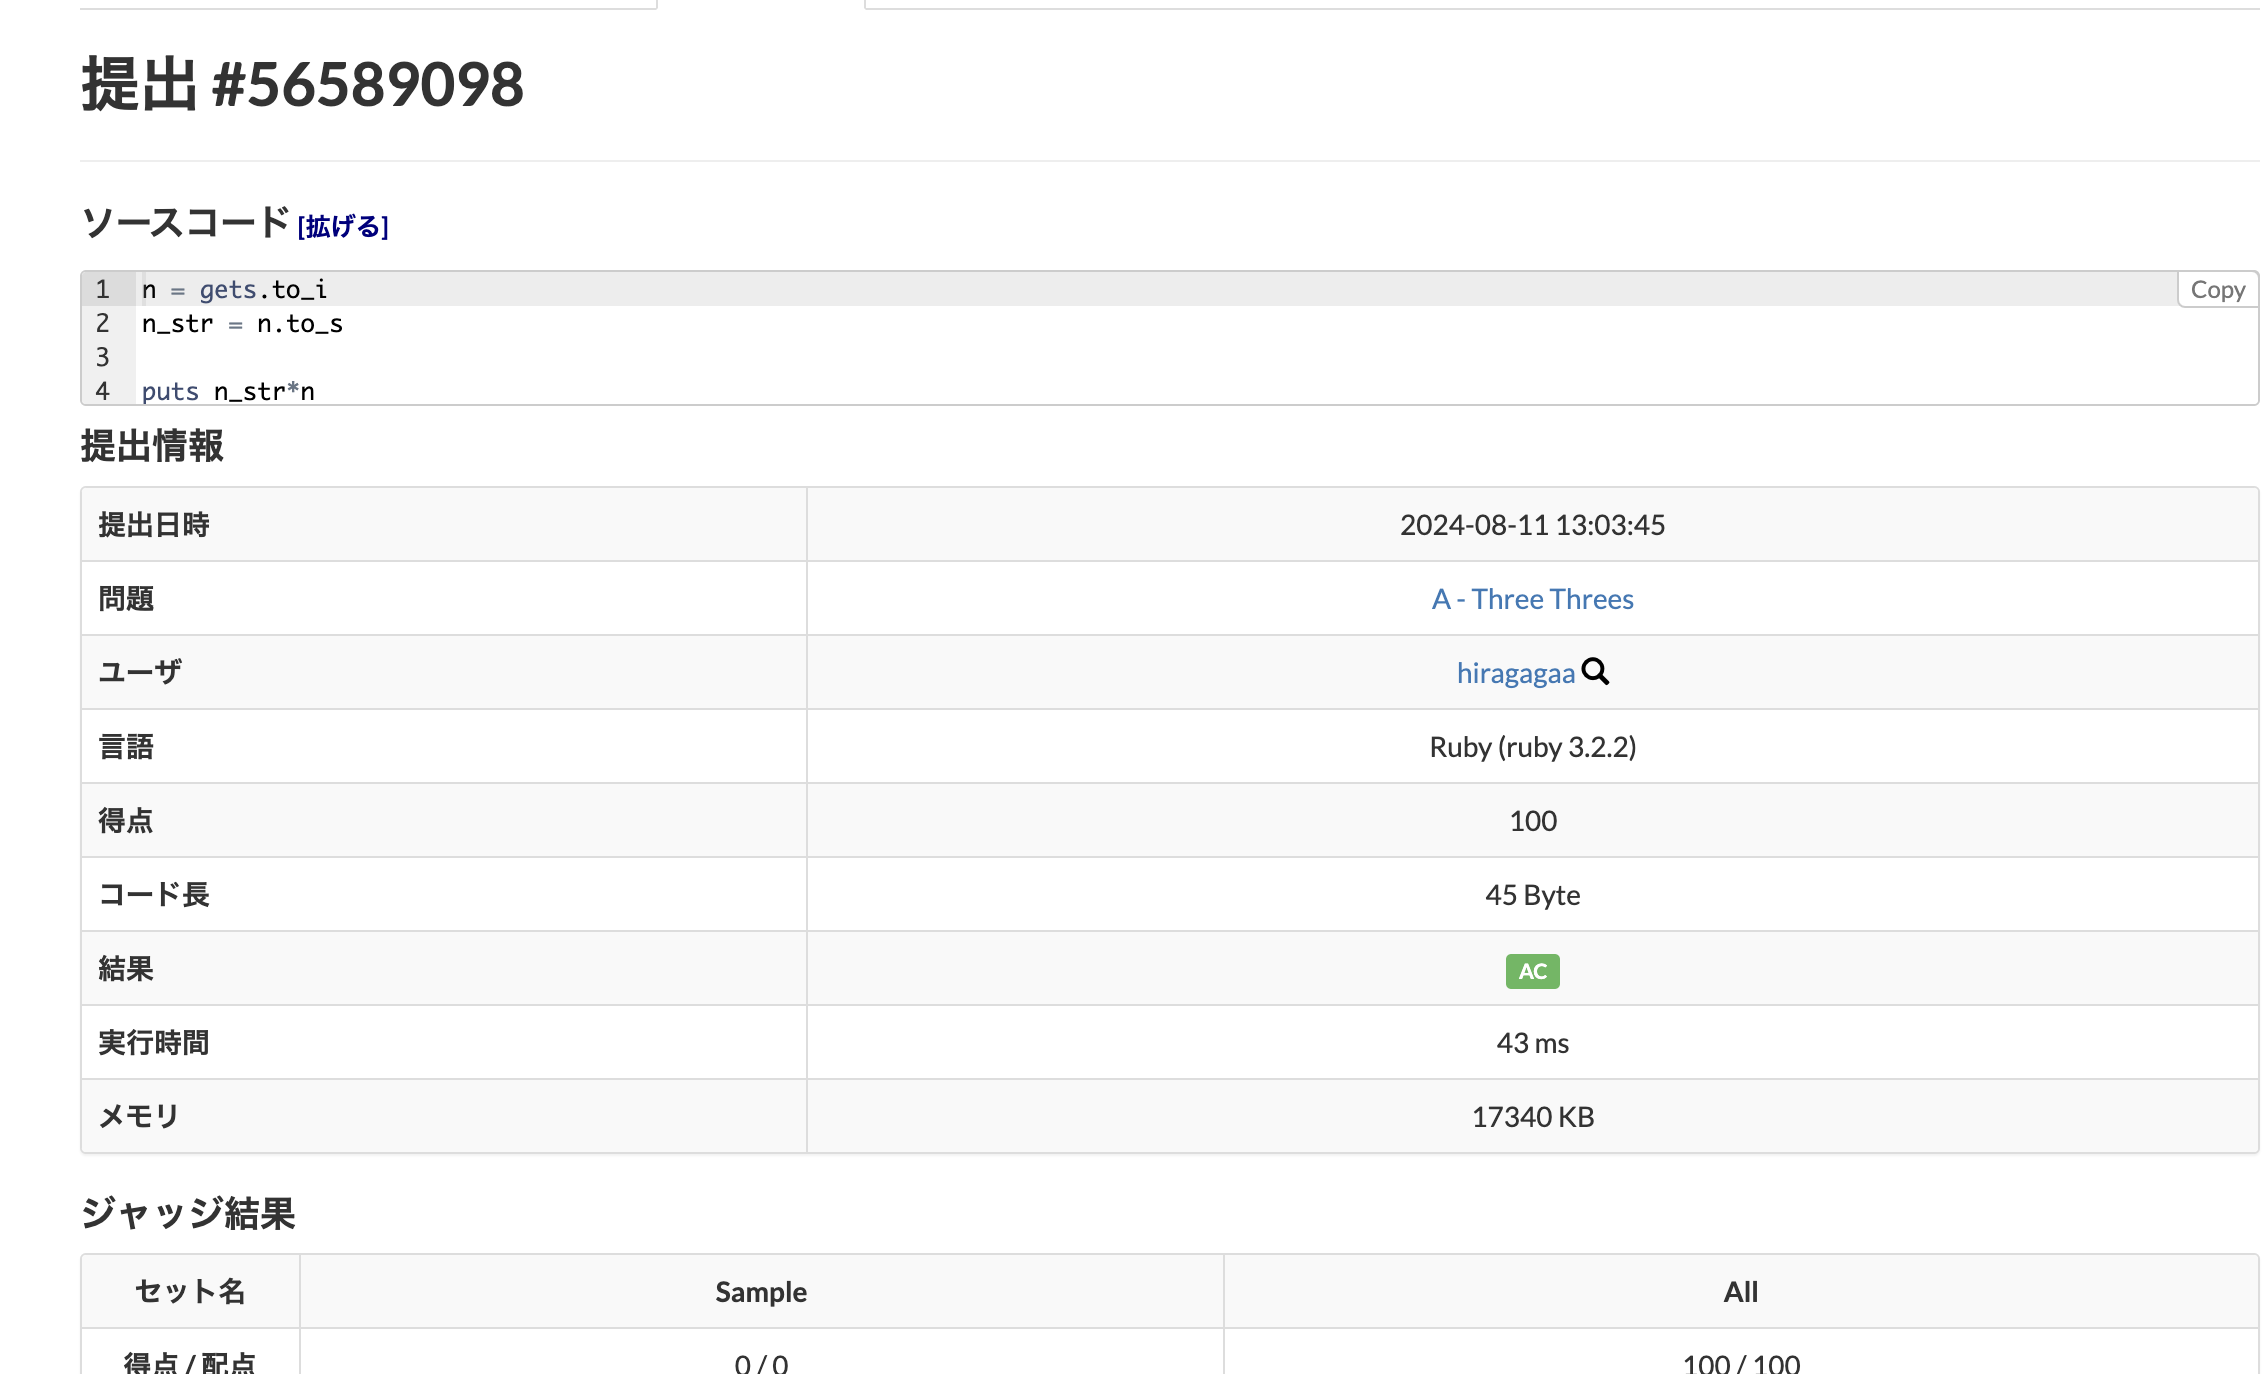 提出 #56589098
ソースコード [拡げる]
Copy
1 n = gets.to_i
2 n_str = n.to_s
3
4 puts n_str*n
提出情報
提出日時 2024-08-11 13:03:45
問題 A - Three Threes
ユーザ hiragagaa
言語 Ruby (ruby 3.2.2)
得点 100
コード長 45 Byte
結果 AC
実行時間 43 ms
メモリ 17340 KB
ジャッジ結果
セット名 Sample All
得点 / 配点 0 / 0 100 / 100